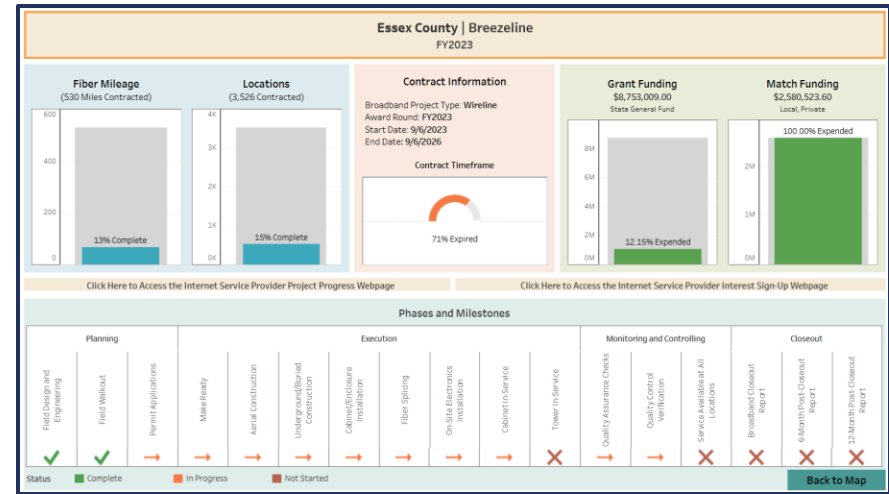 Essex County | Breezeline
FY2023
Fiber Mileage
(530 Miles Contracted)
600
400
200
0
13% Complete
Locations
(3,526 Contracted)
4K
3K
2K
1K
0K
15% Complete
Contract Information
Broadband Project Type: Wireline
Award Round: FY2023
Start Date: 9/6/2023
End Date: 9/6/2026
Contract Timeframe
71% Expired
Grant Funding
$8,753,009.00
State General Fund
8M
6M
4M
2M
0M
12.15% Expended
Match Funding
$2,580,523.60
Local, Private
100.00% Expended
2M
1M
0M
Click Here to Access the Internet Service Provider Project Progress Webpage
Click Here to Access the Internet Service Provider Interest Sign-Up Webpage
Phases and Milestones
Planning
Execution
Monitoring and Controlling
Closeout
Field Design and
Engineering
Field Walkout
Permit Applications
Make Ready
Aerial Construction
Underground/Buried
Construction
Cabinet/Enclosure
Installation
Fiber Splicing
On-Site Electronics
Installation
Cabinet In-Service
Tower In-Service
Quality Assurance Checks
Quality Control
Verification
Service Available at All
Locations
Broadband Closeout
Report
6-Month Post-Closeout
Report
12-Month Post-Closeout
Report
Status
Complete
In Progress
Not Started
Back to Map